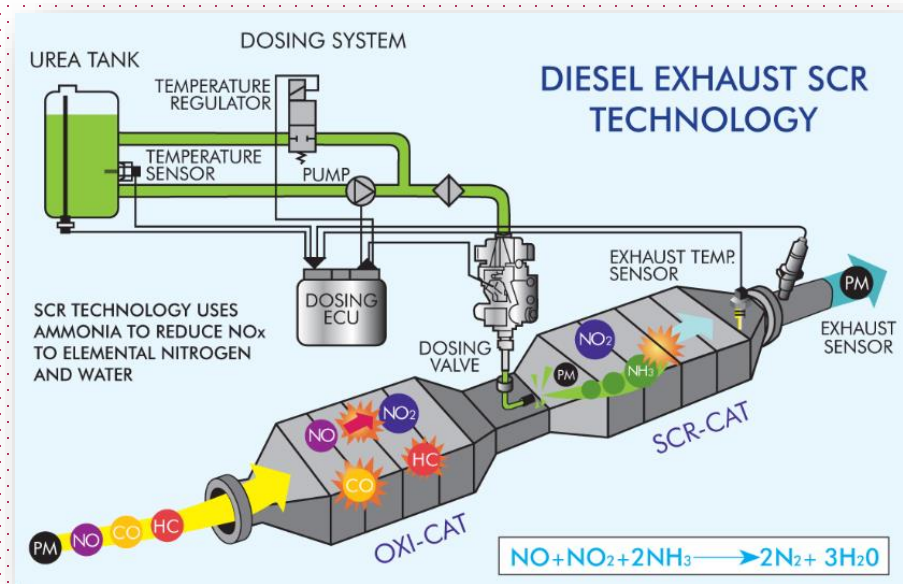 DIESEL EXHAUST SCR
TECHNOLOGY
DOSING SYSTEM
UREA TANK
TEMPERATURE
REGULATOR
TEMPERATURE
SENSOR
PUMP
DOSING
ECU
SCR TECHNOLOGY USES
AMMONIA TO REDUCE NOx
TO ELEMENTAL NITROGEN
AND WATER
DOSING
VALVE
EXHAUST TEMP.
SENSOR
PM
EXHAUST
SENSOR
NO₂
PM
NH₃
SCR-CAT
NO
NO₂
CO
HC
OXI-CAT
PM
NO
CO
HC
NO+NO₂+2NH₃→2N₂+ 3H₂0